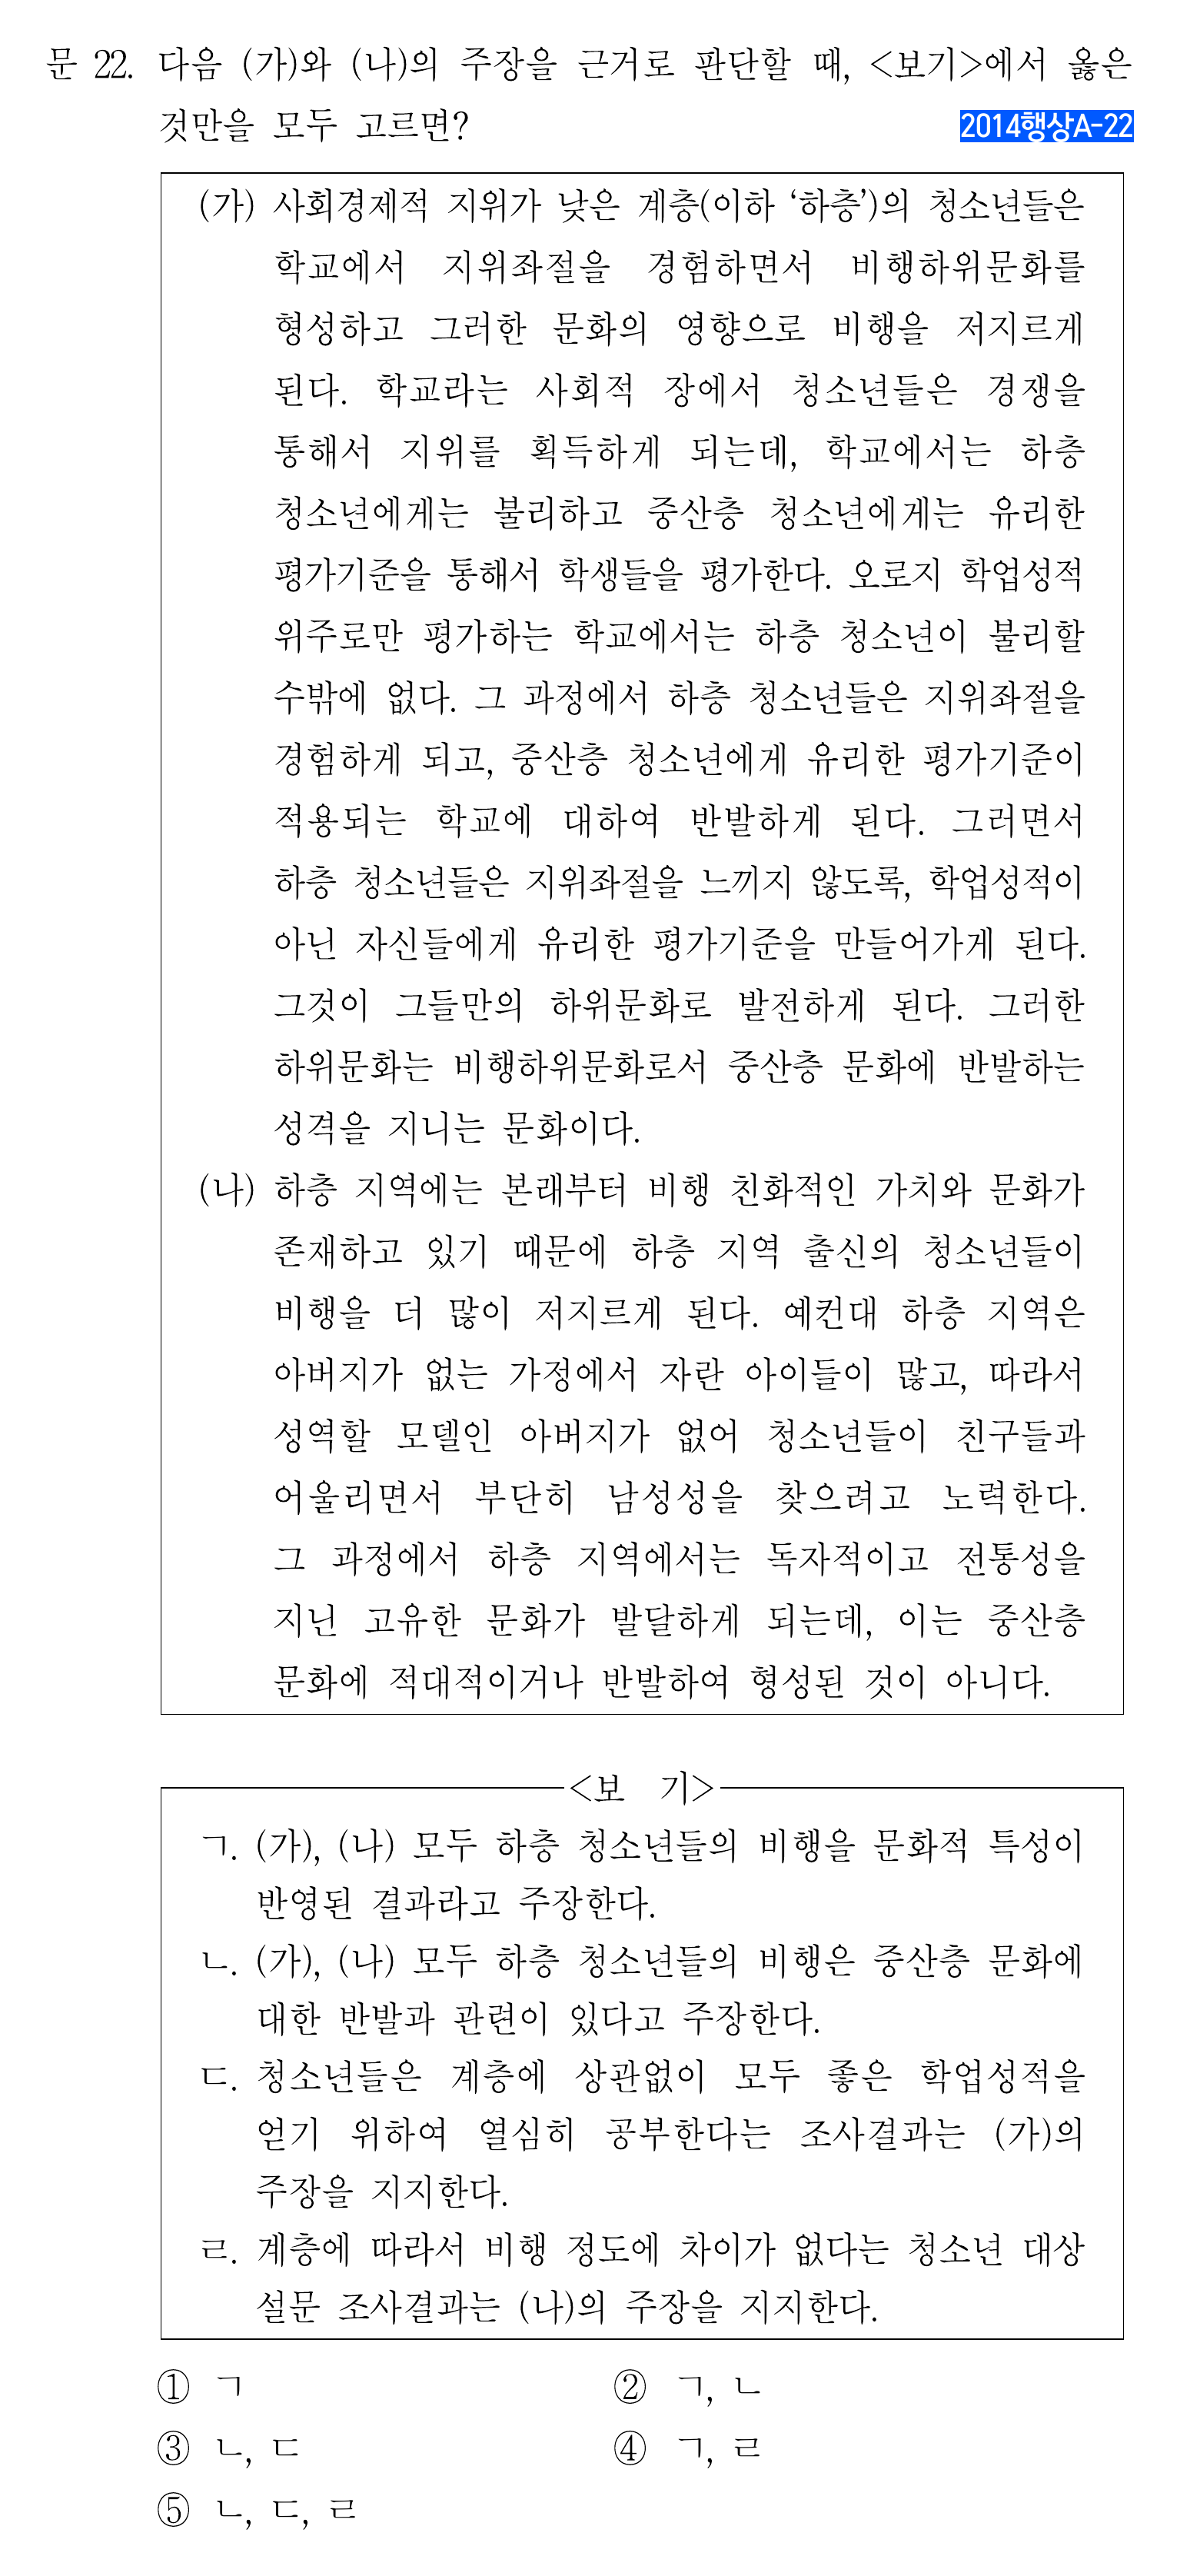 문 22. 다음 (가)와 (나)의 주장을 근거로 판단할 때, <보기>에서 옳은
것만을 모두 고르면?
2014행상A-22
(가) 사회경제적 지위가 낮은 계층(이하 ‘하층’)의 청소년들은
학교에서 지위좌절을 경험하면서 비행하위문화를
형성하고 그러한 문화의 영향으로 비행을 저지르게
된다. 학교라는 사회적 장에서 청소년들은 경쟁을
통해서 지위를 획득하게 되는데, 학교에서는 하층
청소년에게는 불리하고 중산층 청소년에게는 유리한
평가기준을 통해서 학생들을 평가한다. 오로지 학업성적
위주로만 평가하는 학교에서는 하층 청소년이 불리할
수밖에 없다. 그 과정에서 하층 청소년들은 지위좌절을
경험하게 되고, 중산층 청소년에게 유리한 평가기준이
적용되는 학교에 대하여 반발하게 된다. 그러면서
하층 청소년들은 지위좌절을 느끼지 않도록, 학업성적이
아닌 자신들에게 유리한 평가기준을 만들어가게 된다.
그것이 그들만의 하위문화로 발전하게 된다. 그러한
하위문화는 비행하위문화로서 중산층 문화에 반발하는
성격을 지니는 문화이다.
(나) 하층 지역에는 본래부터 비행 친화적인 가치와 문화가
존재하고 있기 때문에 하층 지역 출신의 청소년들이
비행을 더 많이 저지르게 된다. 예컨대 하층 지역은
아버지가 없는 가정에서 자란 아이들이 많고, 따라서
성역할 모델인 아버지가 없어 청소년들이 친구들과
어울리면서 부단히 남성성을 찾으려고 노력한다.
그 과정에서 하층 지역에서는 독자적이고 전통성을
지닌 고유한 문화가 발달하게 되는데, 이는 중산층
문화에 적대적이거나 반발하여 형성된 것이 아니다.
<보 기>
ㄱ. (가), (나) 모두 하층 청소년들의 비행을 문화적 특성이
반영된 결과라고 주장한다.
ㄴ. (가), (나) 모두 하층 청소년들의 비행은 중산층 문화에
대한 반발과 관련이 있다고 주장한다.
ㄷ. 청소년들은 계층에 상관없이 모두 좋은 학업성적을
얻기 위하여 열심히 공부한다는 조사결과는 (가)의
주장을 지지한다.
ㄹ. 계층에 따라서 비행 정도에 차이가 없다는 청소년 대상
설문 조사결과는 (나)의 주장을 지지한다.
① ㄱ ② ㄱ, ㄴ
③ ㄴ, ㄷ ④ ㄱ, ㄹ
⑤ ㄴ, ㄷ, ㄹ